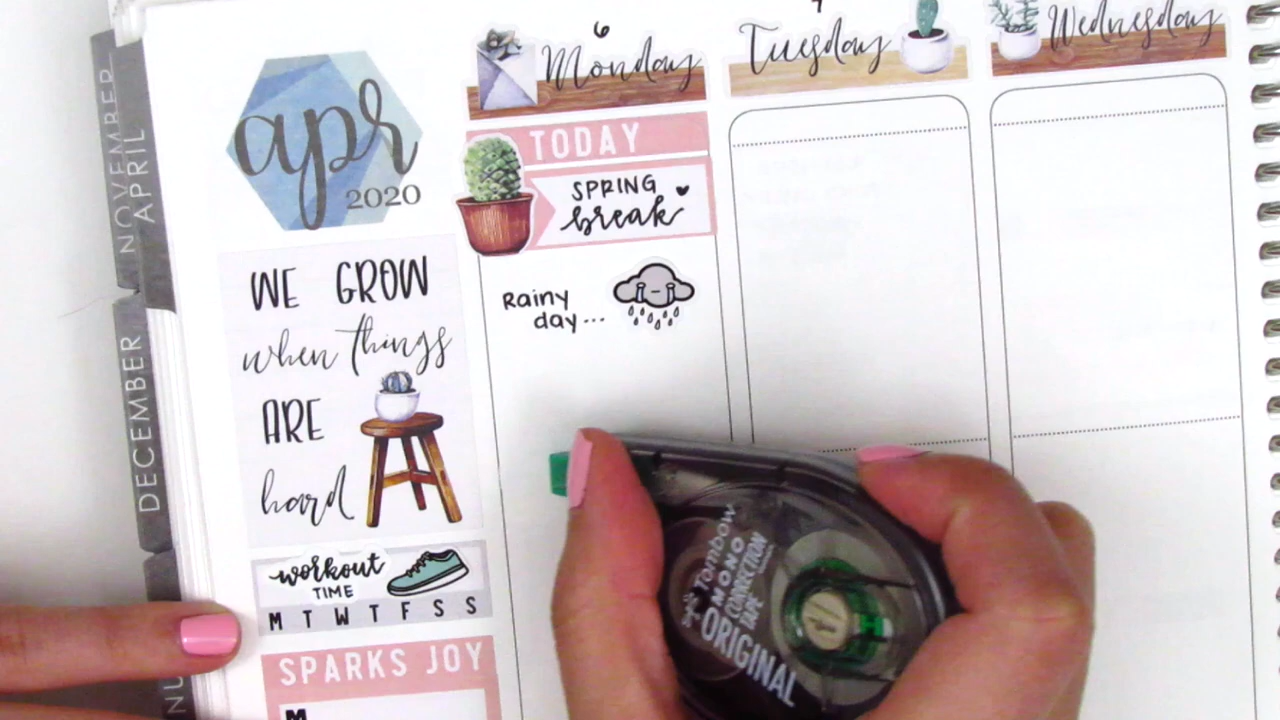 6
7
Monday
Tuesday
Wednesday
apr
2020
TODAY
SPRING
break
Rainy
day...
WE GROW
when things
ARE
hard
workout
TIME
M T W T F S S
SPARKS JOY
M
NOVEMBER
APRIL
DECEMBER
Tombow
MONO
CORRECTION
TAPE
ORIGINAL